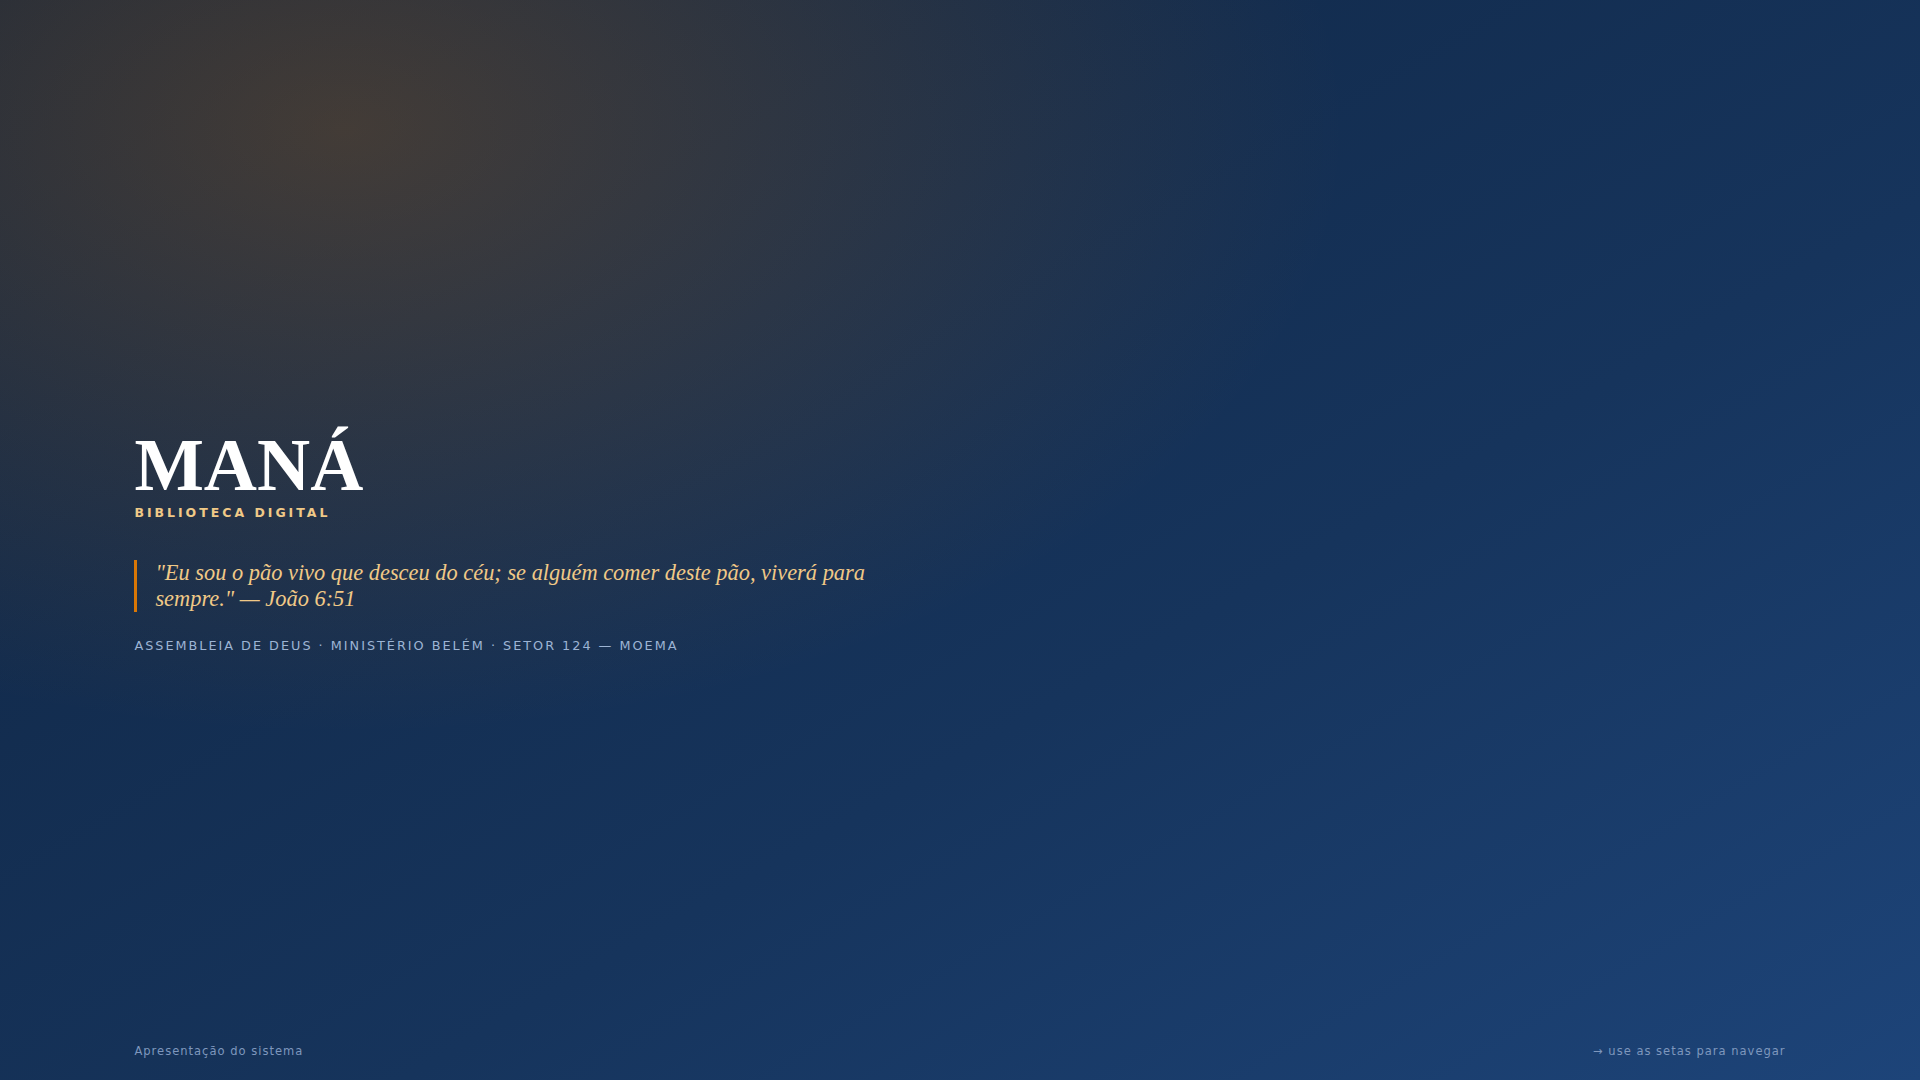 MANÁ
BIBLIOTECA DIGITAL
"Eu sou o pão vivo que desceu do céu; se alguém comer deste pão, viverá para
sempre." — João 6:51
ASSEMBLEIA DE DEUS · MINISTÉRIO BELÉM · SETOR 124 — MOEMA
Apresentação do sistema
→ use as setas para navegar